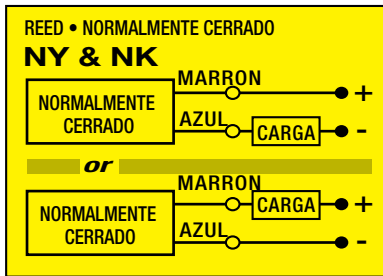 REED • NORMALMENTE CERRADO
NY & NK
MARRON
NORMALMENTE
CERRADO
+
AZUL
CARGA
-
or
MARRON
NORMALMENTE
CERRADO
CARGA
+
AZUL
-